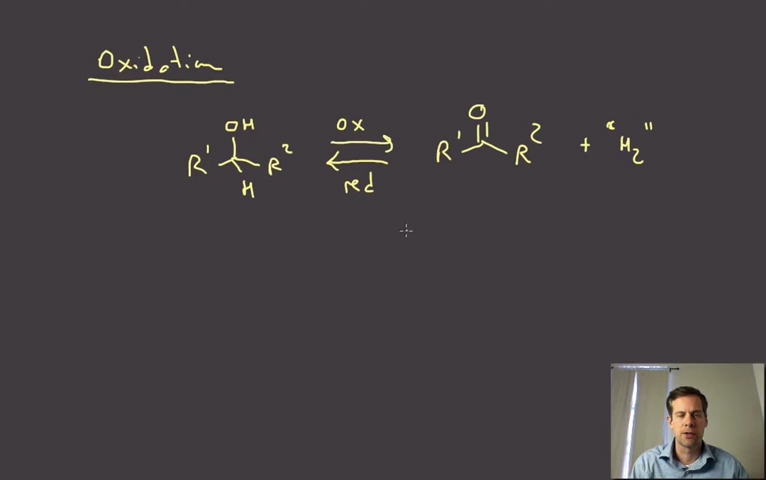 Oxidation
OH O
R¹ R² ox R¹ R² + "H₂"
H red